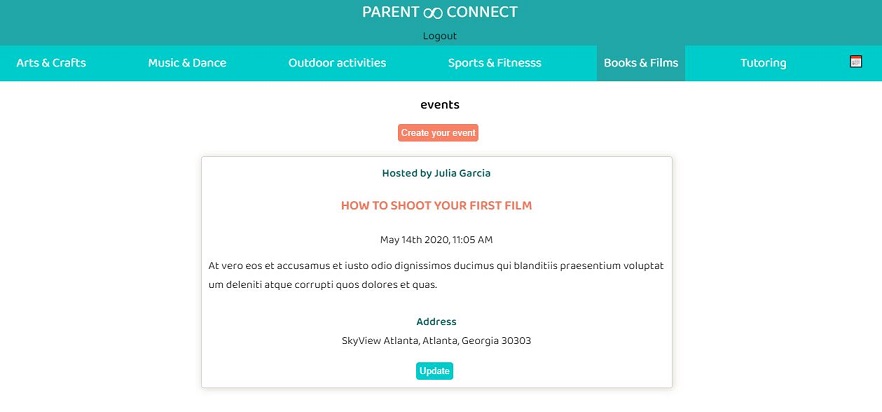 PARENT ∞ CONNECT
Logout
Arts & Crafts Music & Dance Outdoor activities Sports & Fitnesss Books & Films Tutoring
events
Create your event
Hosted by Julia Garcia
HOW TO SHOOT YOUR FIRST FILM
May 14th 2020, 11:05 AM
At vero eos et accusamus et iusto odio dignissimos ducimus qui blanditiis praesentium voluptat
um deleniti atque corrupti quos dolores et quas.
Address
SkyView Atlanta, Atlanta, Georgia 30303
Update